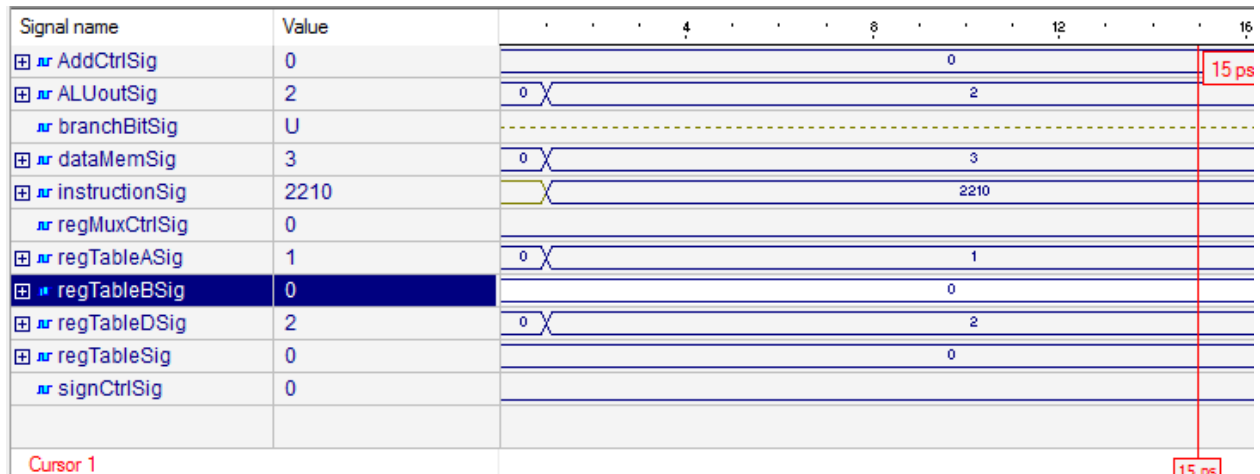 Signal name Value 4 8 12 16
AddCtrlSig 0 0 15 ps
ALUoutSig 2 0 2
branchBitSig U
dataMemSig 3 0 3
instructionSig 2210 2210
regMuxCtrlSig 0
regTableASig 1 0 1
regTableBSig 0 0
regTableDSig 2 0 2
regTableSig 0 0
signCtrlSig 0
Cursor 1 15 ps